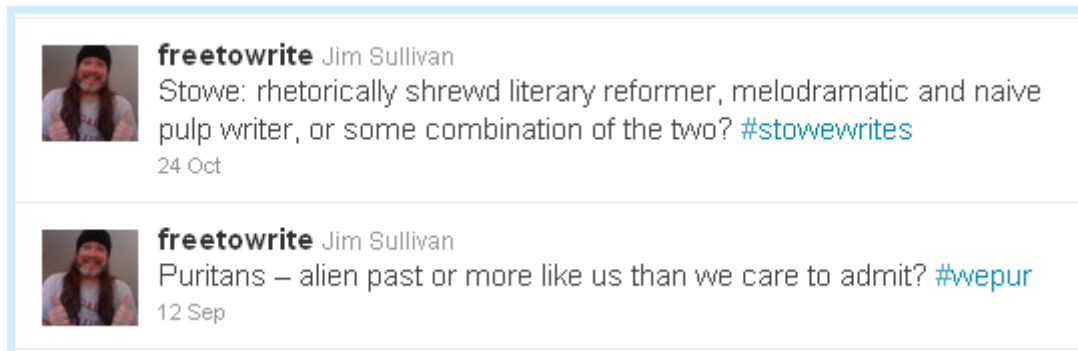 freetowrite Jim Sullivan
Stowe: rhetorically shrewd literary reformer, melodramatic and naive
pulp writer, or some combination of the two? #stowewrites
24 Oct
freetowrite Jim Sullivan
Puritans – alien past or more like us than we care to admit? #wepur
12 Sep